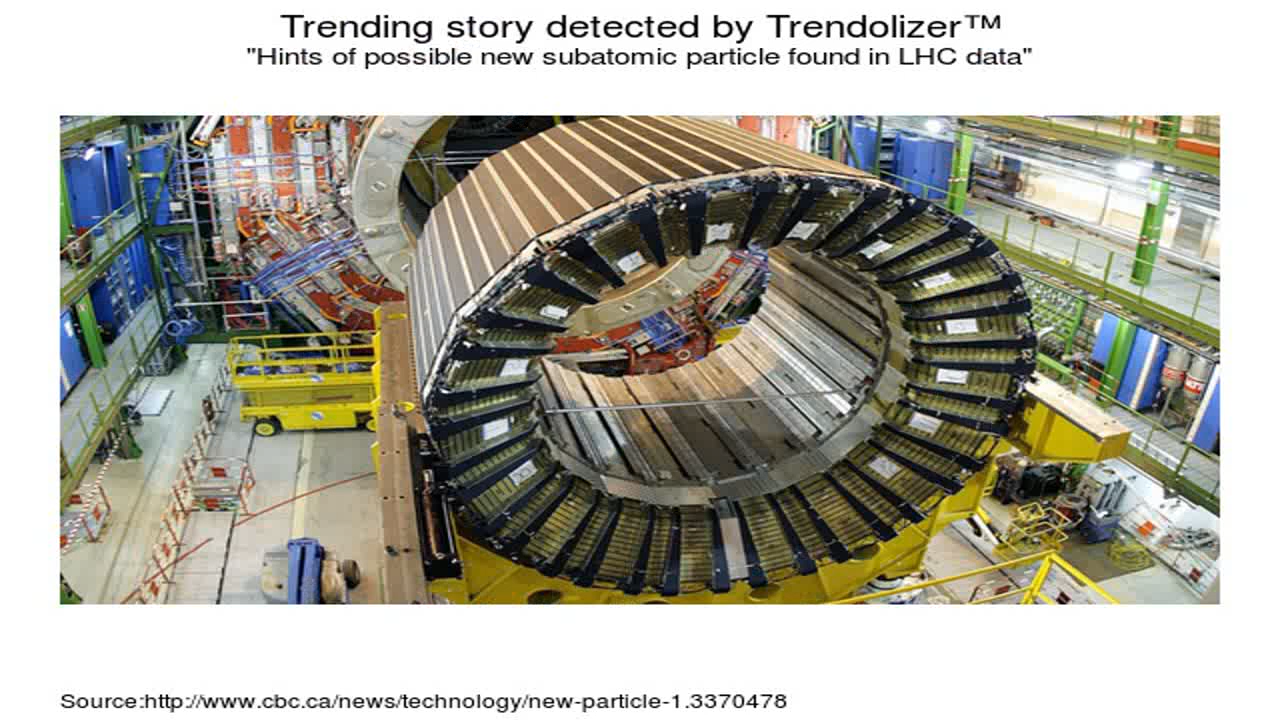 Trending story detected by Trendolizer™
"Hints of possible new subatomic particle found in LHC data"
Source:http://www.cbc.ca/news/technology/new-particle-1.3370478